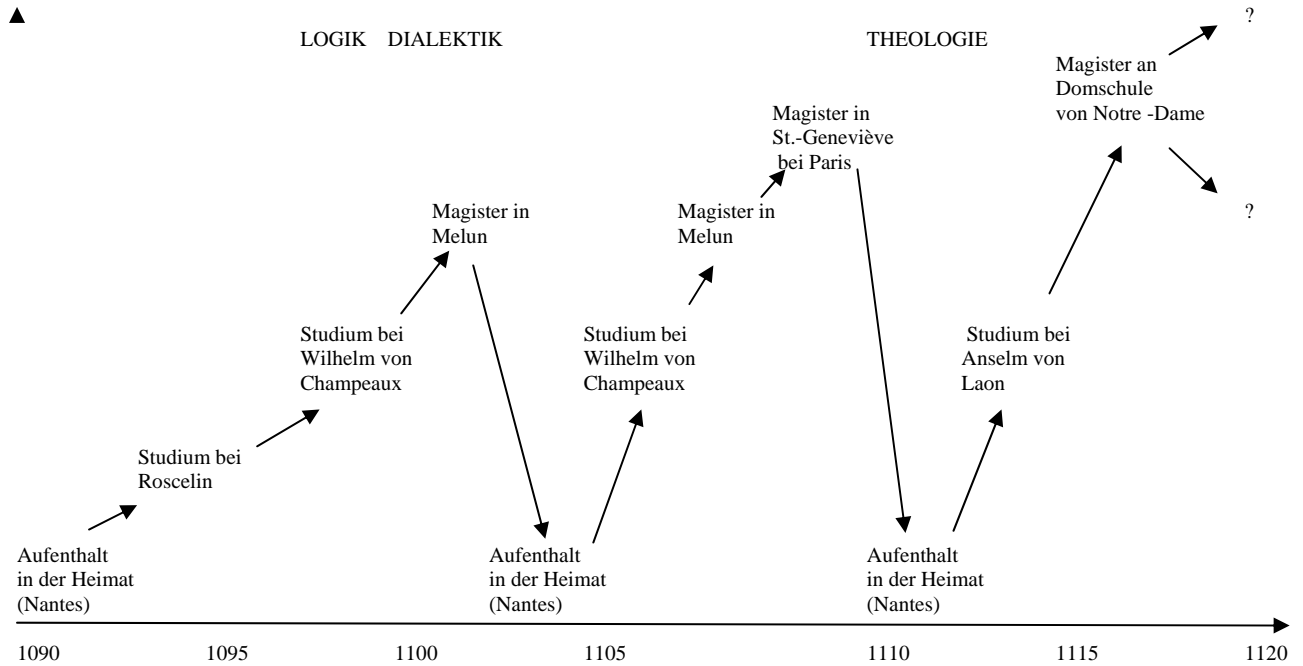 ?
LOGIK DIALEKTIK
THEOLOGIE
Magister an
Domschule
von Notre -Dame
Magister in
St.-Geneviève
bei Paris
Magister in
Melun
Magister in
Melun
?
Studium bei
Wilhelm von
Champeaux
Studium bei
Wilhelm von
Champeaux
Studium bei
Anselm von
Laon
Studium bei
Roscelin
Aufenthalt
in der Heimat
(Nantes)
Aufenthalt
in der Heimat
(Nantes)
Aufenthalt
in der Heimat
(Nantes)
1090 1095 1100 1105 1110 1115 1120